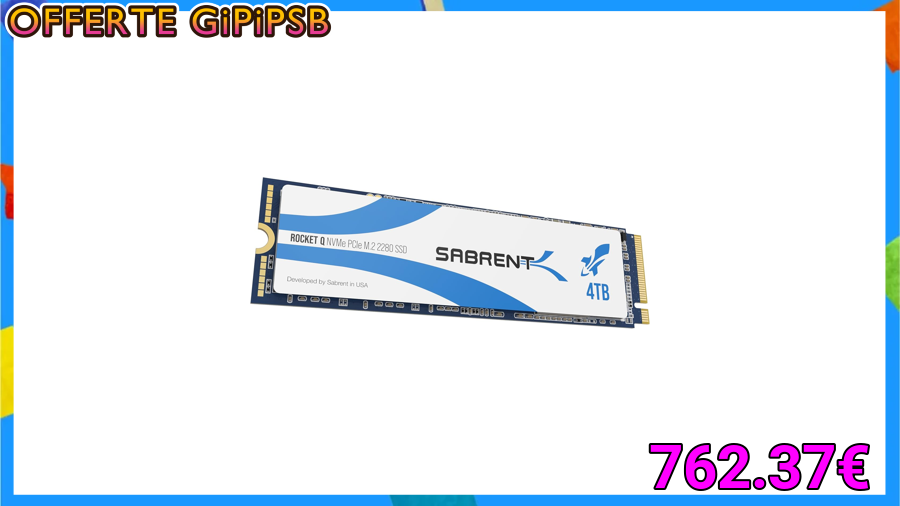 OFFERTE GiPiPSB
ROCKET Q NVMe PCIe M.2 2280 SSD
SABRENT
4TB
Developed by Sabrent in USA
762.37€